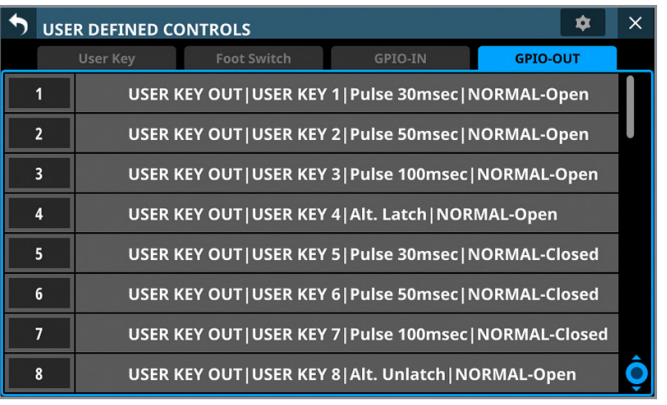 USER DEFINED CONTROLS
User Key Foot Switch GPIO-IN GPIO-OUT
1 USER KEY OUT|USER KEY 1|Pulse 30msec|NORMAL-Open
2 USER KEY OUT|USER KEY 2|Pulse 50msec|NORMAL-Open
3 USER KEY OUT|USER KEY 3|Pulse 100msec|NORMAL-Open
4 USER KEY OUT|USER KEY 4|Alt. Latch|NORMAL-Open
5 USER KEY OUT|USER KEY 5|Pulse 30msec|NORMAL-Closed
6 USER KEY OUT|USER KEY 6|Pulse 50msec|NORMAL-Closed
7 USER KEY OUT|USER KEY 7|Pulse 100msec|NORMAL-Closed
8 USER KEY OUT|USER KEY 8|Alt. Unlatch|NORMAL-Open